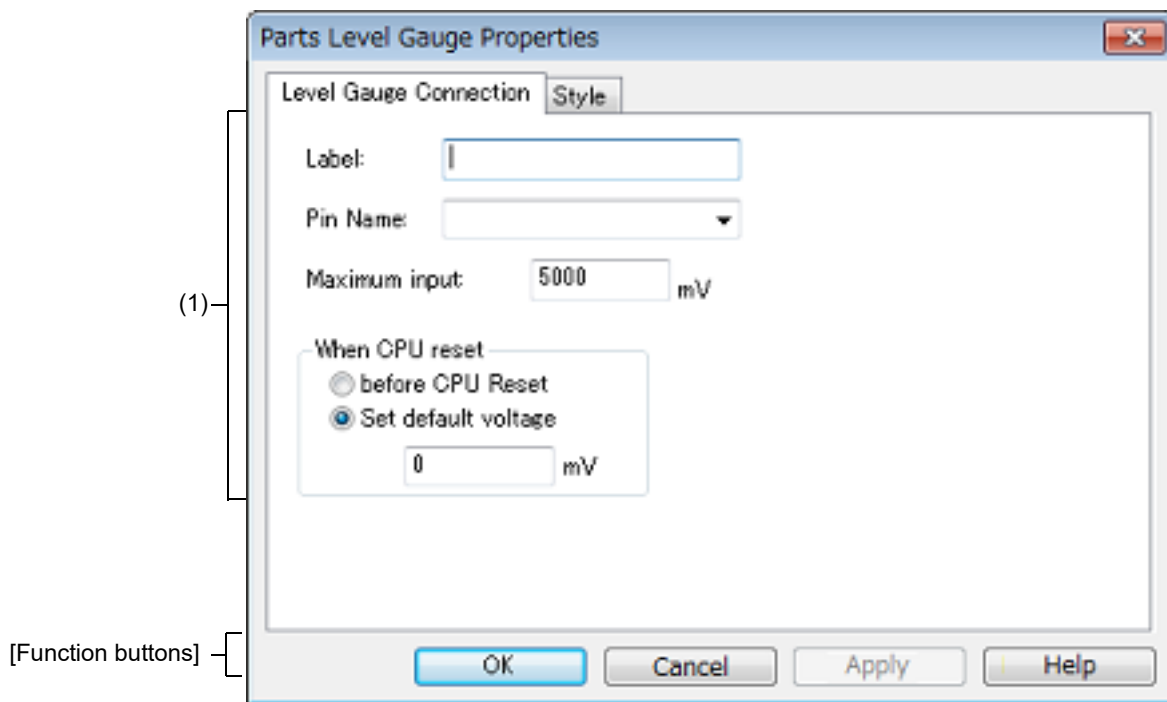 Parts Level Gauge Properties
Level Gauge Connection Style
Label:
Pin Name:
Maximum input: 5000 mV
(1)
When CPU reset
before CPU Reset
Set default voltage
0 mV
[Function buttons]
OK Cancel Apply Help